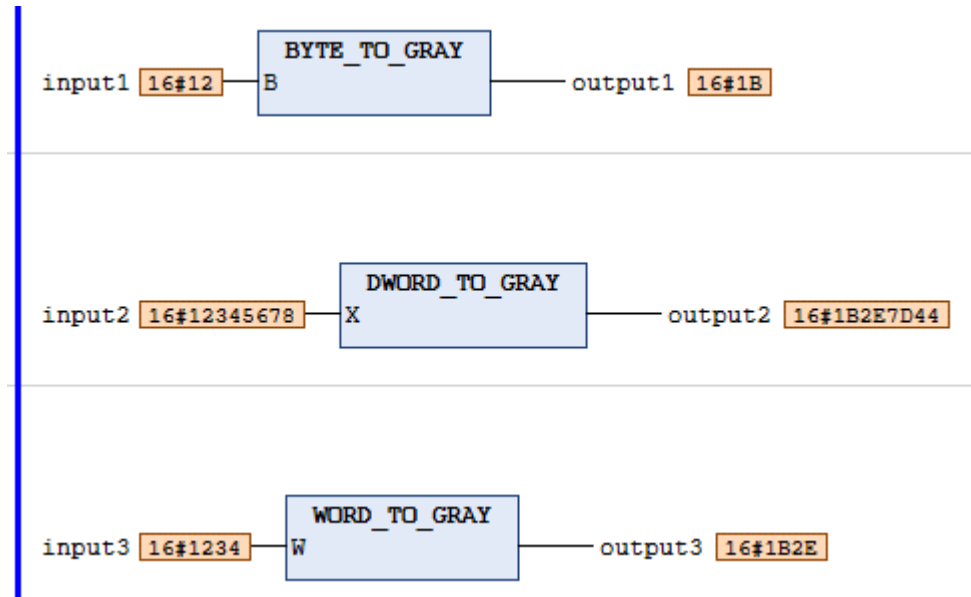 BYTE_TO_GRAY
input1 16#12 B output1 16#1B
DWORD_TO_GRAY
input2 16#12345678 X output2 16#1B2E7D44
WORD_TO_GRAY
input3 16#1234 W output3 16#1B2E